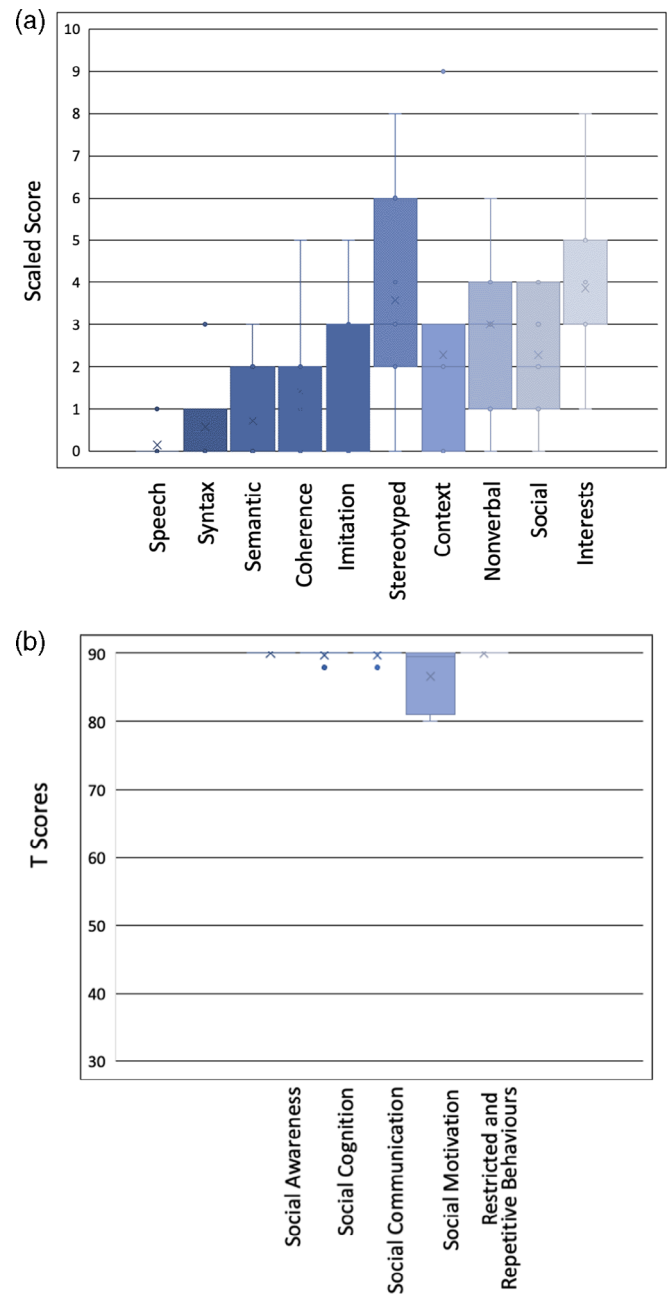 (a)
10
9
8
7
6
5
4
3
2
1
0
Scaled Score
Speech
Syntax
Semantic
Coherence
Imitation
Stereotyped
Context
Nonverbal
Social
Interests
(b)
90
80
70
60
50
40
30
T Scores
Social Awareness
Social Cognition
Social Communication
Social Motivation
Restricted and
Repetitive Behaviours